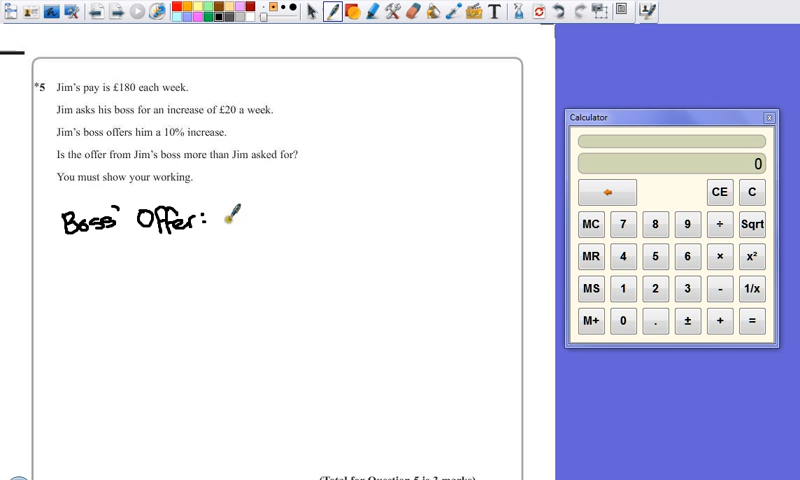 *5 Jim's pay is £180 each week.
Jim asks his boss for an increase of £20 a week.
Jim's boss offers him a 10% increase.
Is the offer from Jim's boss more than Jim asked for?
You must show your working.
Boss' Offer:
Calculator
0
CE C
MC 7 8 9 ÷ Sqrt
MR 4 5 6 × x²
MS 1 2 3 - 1/x
M+ 0 . ± + =